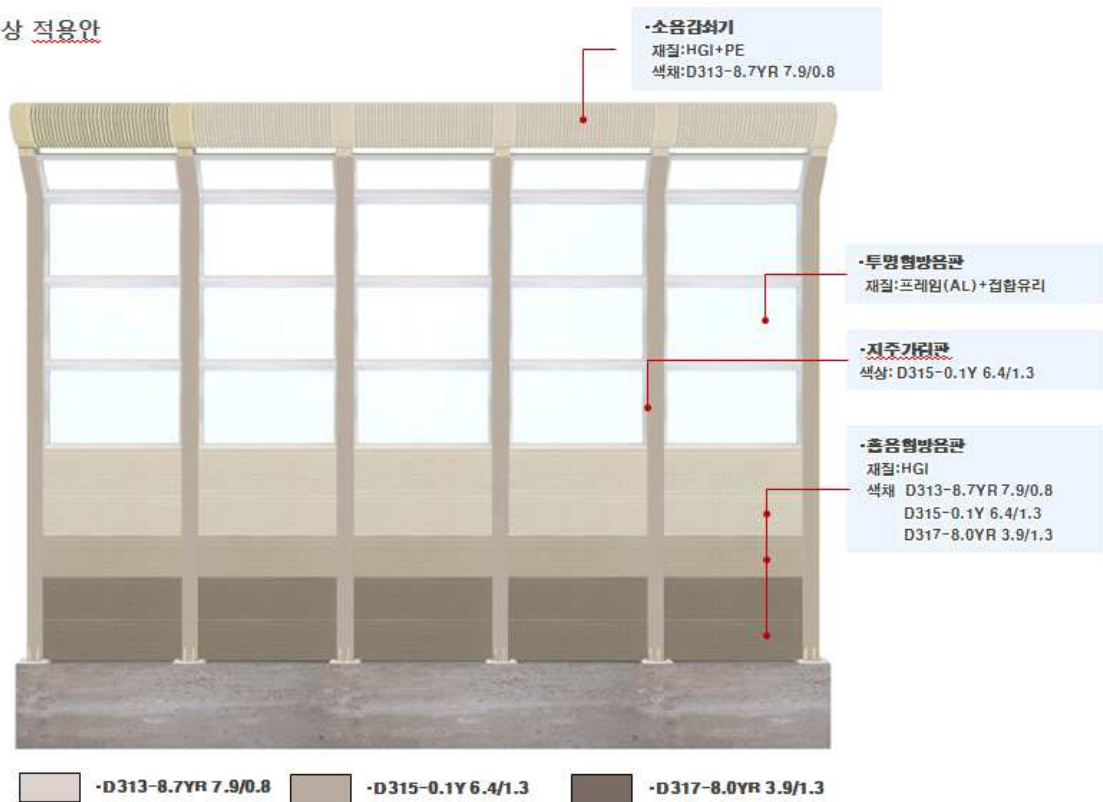 상 적용안
·소음감쇠기
재질:HGI+PE
색채:D313-8.7YR 7.9/0.8
·투명형방음판
재질:프레임(AL)+접합유리
·지주가림판
색상: D315-0.1Y 6.4/1.3
·흡음형방음판
재질:HGI
색채 D313-8.7YR 7.9/0.8
D315-0.1Y 6.4/1.3
D317-8.0YR 3.9/1.3
·D313-8.7YR 7.9/0.8 ·D315-0.1Y 6.4/1.3 ·D317-8.0YR 3.9/1.3